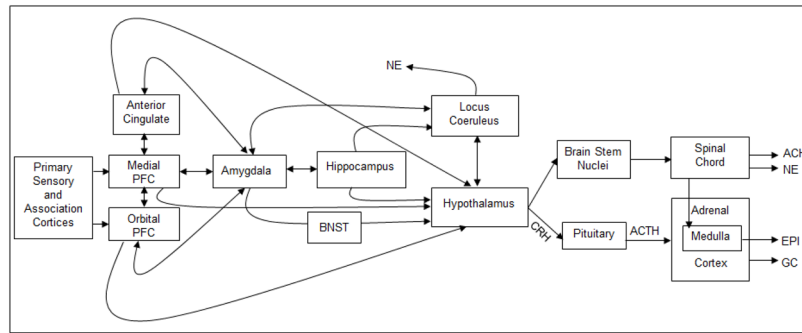 NE
Anterior
Cingulate
Locus
Coeruleus
Primary
Sensory
and
Association
Cortices
Medial
PFC
Amygdala
Hippocampus
Brain Stem
Nuclei
Spinal
Chord
ACH
NE
Orbital
PFC
BNST
Hypothalamus
CRH
Pituitary
ACTH
Adrenal
Medulla
Cortex
EPI
GC